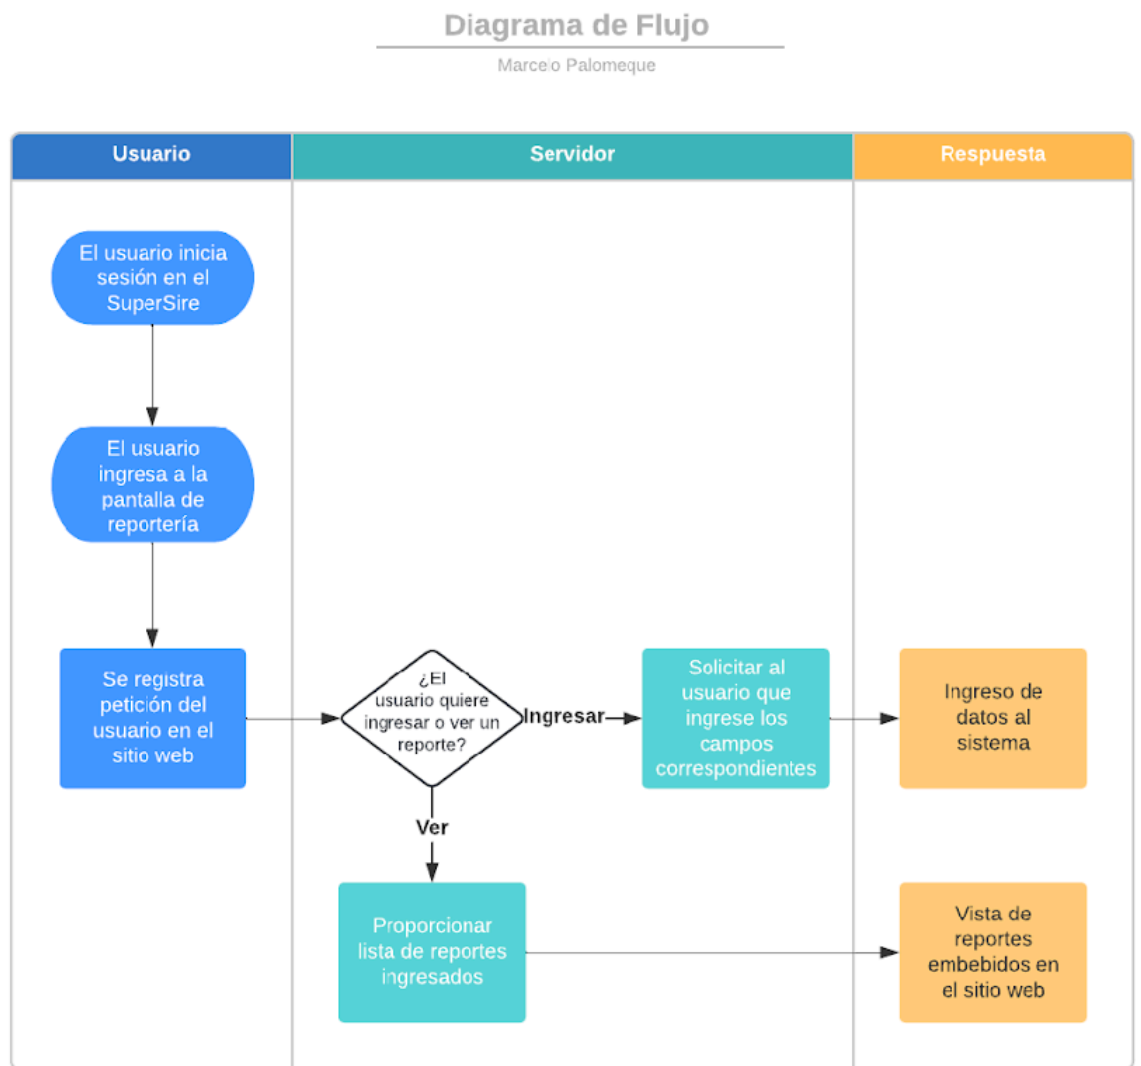 Diagrama de Flujo
Marcelo Palomeque
Usuario
Servidor
Respuesta
El usuario inicia
sesión en el
SuperSire
El usuario
ingresa a la
pantalla de
reportería
Se registra
petición del
usuario en el
sitio web
¿El
usuario quiere
ingresar o ver un
reporte?
Ingresar
Solicitar al
usuario que
ingrese los
campos
correspondientes
Ingreso de
datos al
sistema
Ver
Proporcionar
lista de reportes
ingresados
Vista de
reportes
embebidos en
el sitio web